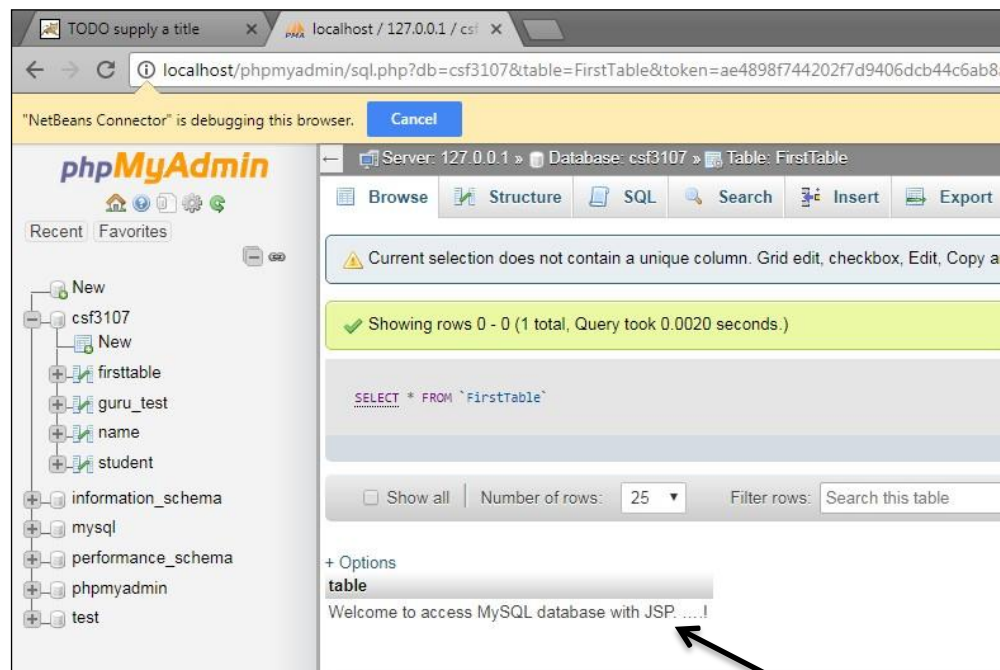 TODO supply a title
localhost / 127.0.0.1 / csf
localhost/phpmyadmin/sql.php?db=csf3107&table=FirstTable&token=ae4898f744202f7d9406dcb44c6ab8
"NetBeans Connector" is debugging this browser. Cancel
phpMyAdmin
Recent Favorites
New
csf3107
New
firsttable
guru_test
name
student
information_schema
mysql
performance_schema
phpmyadmin
test
Server: 127.0.0.1 » Database: csf3107 » Table: FirstTable
Browse Structure SQL Search Insert Export
Current selection does not contain a unique column. Grid edit, checkbox, Edit, Copy a
Showing rows 0 - 0 (1 total, Query took 0.0020 seconds.)
SELECT * FROM `FirstTable`
Show all Number of rows: 25 Filter rows: Search this table
+ Options
table
Welcome to access MySQL database with JSP. ....!